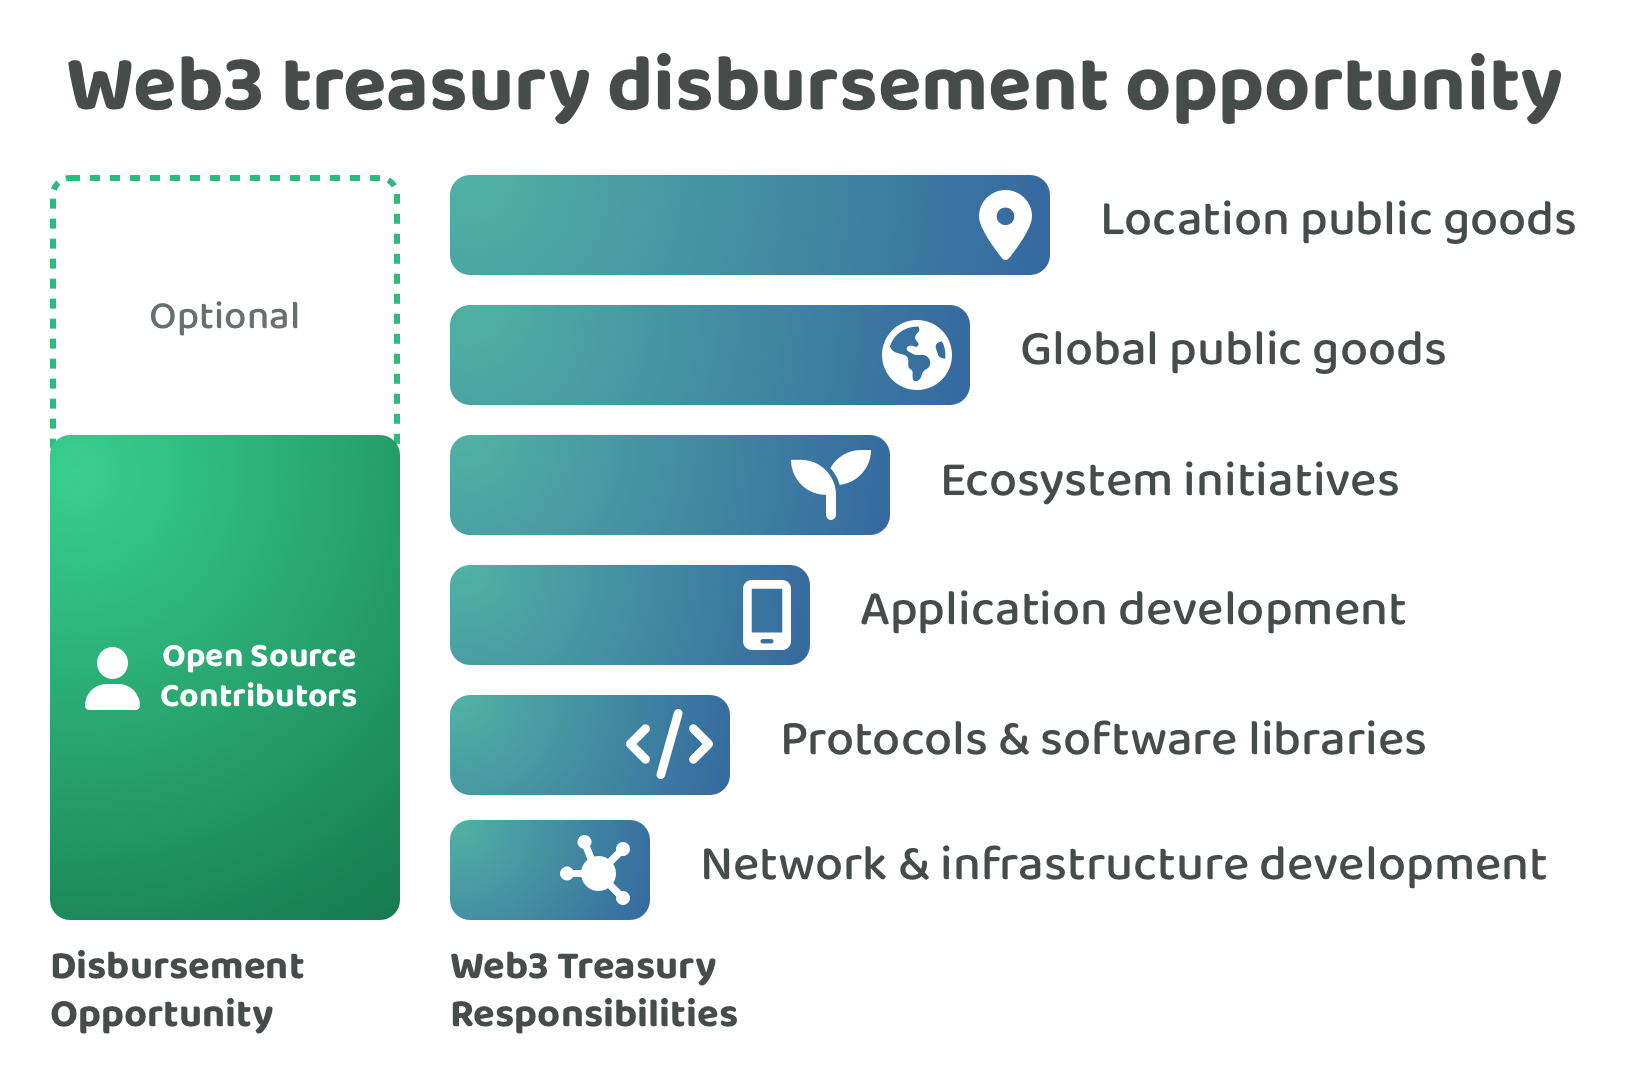 Web3 treasury disbursement opportunity
Optional
Open Source
Contributors
Location public goods
Global public goods
Ecosystem initiatives
Application development
Protocols & software libraries
Network & infrastructure development
Disbursement
Opportunity
Web3 Treasury
Responsibilities